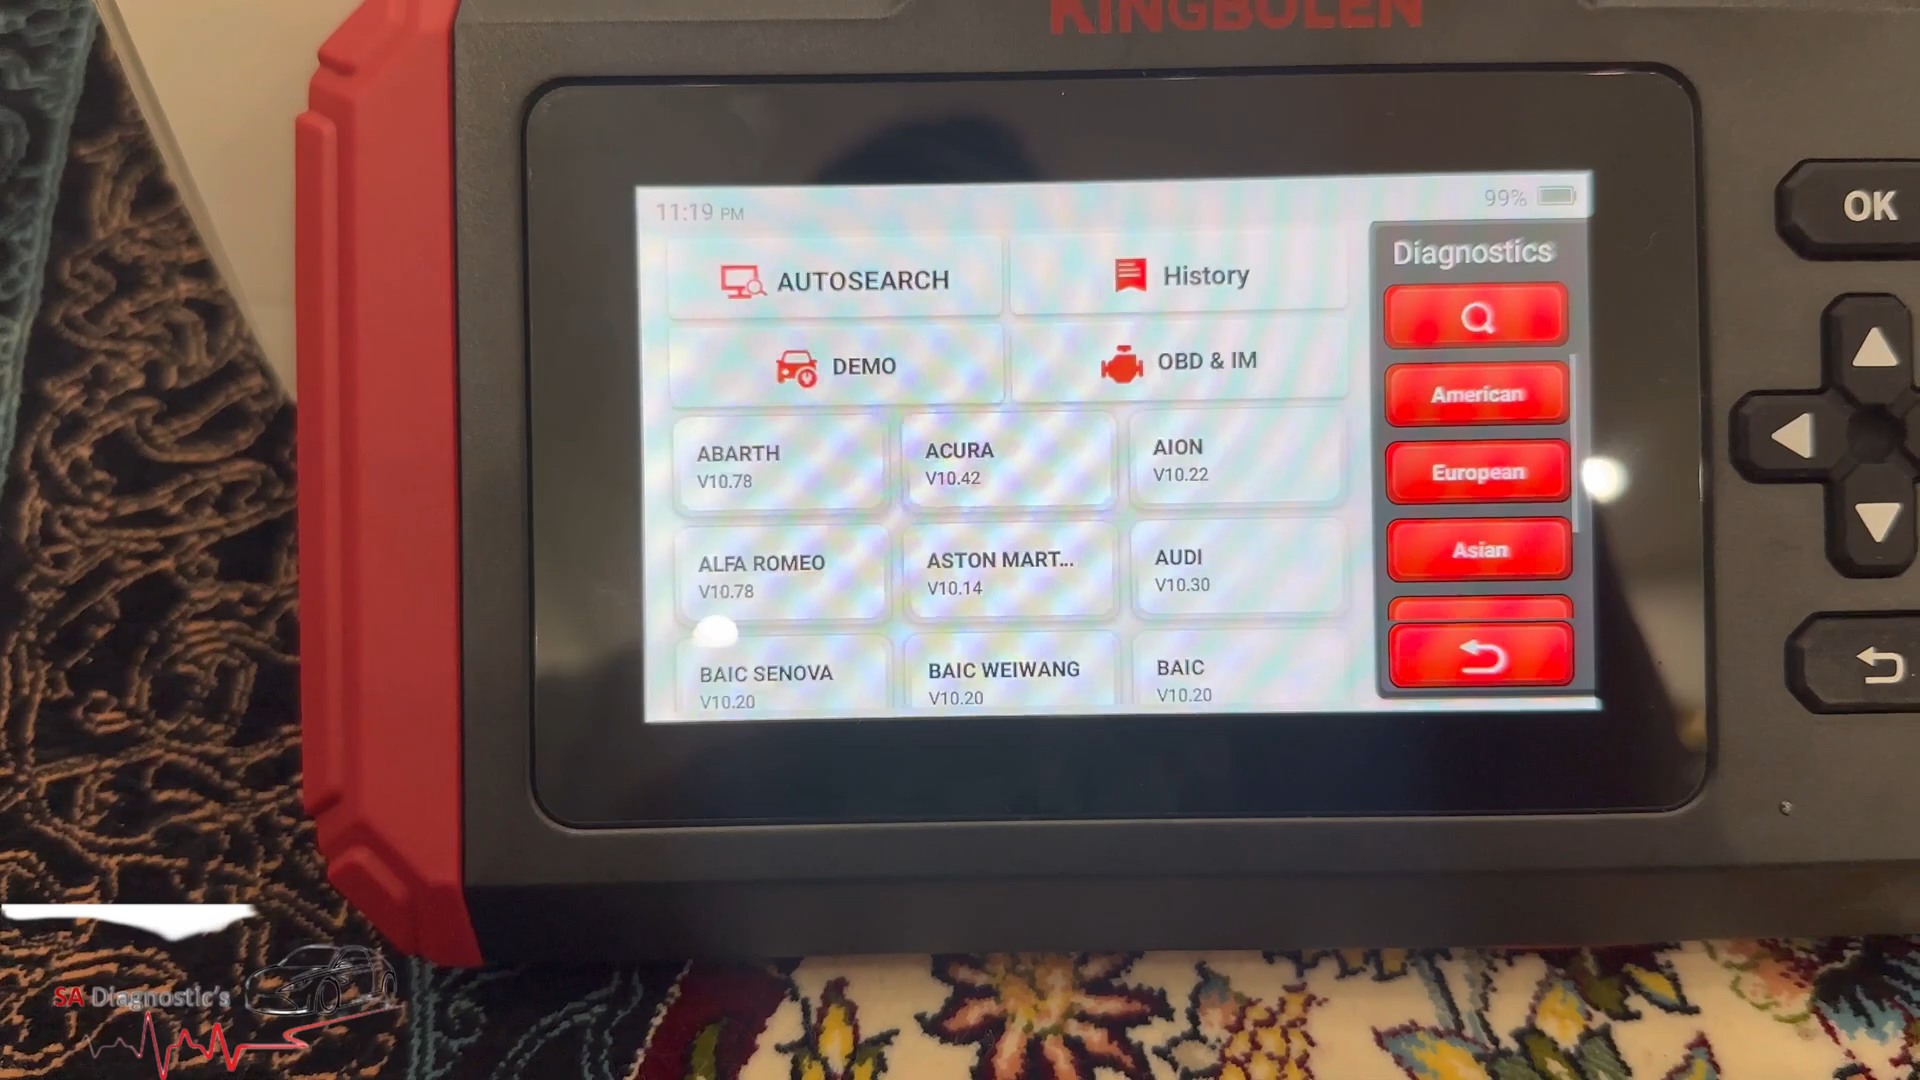 KINGBOLEN
11:19 PM
99%
AUTOSEARCH
History
DEMO
OBD & IM
ABARTH
V10.78
ACURA
V10.42
AION
V10.22
ALFA ROMEO
V10.78
ASTON MART...
V10.14
AUDI
V10.30
BAIC SENOVA
V10.20
BAIC WEIWANG
V10.20
BAIC
V10.20
Diagnostics
American
European
Asian
OK
SA Diagnostic's